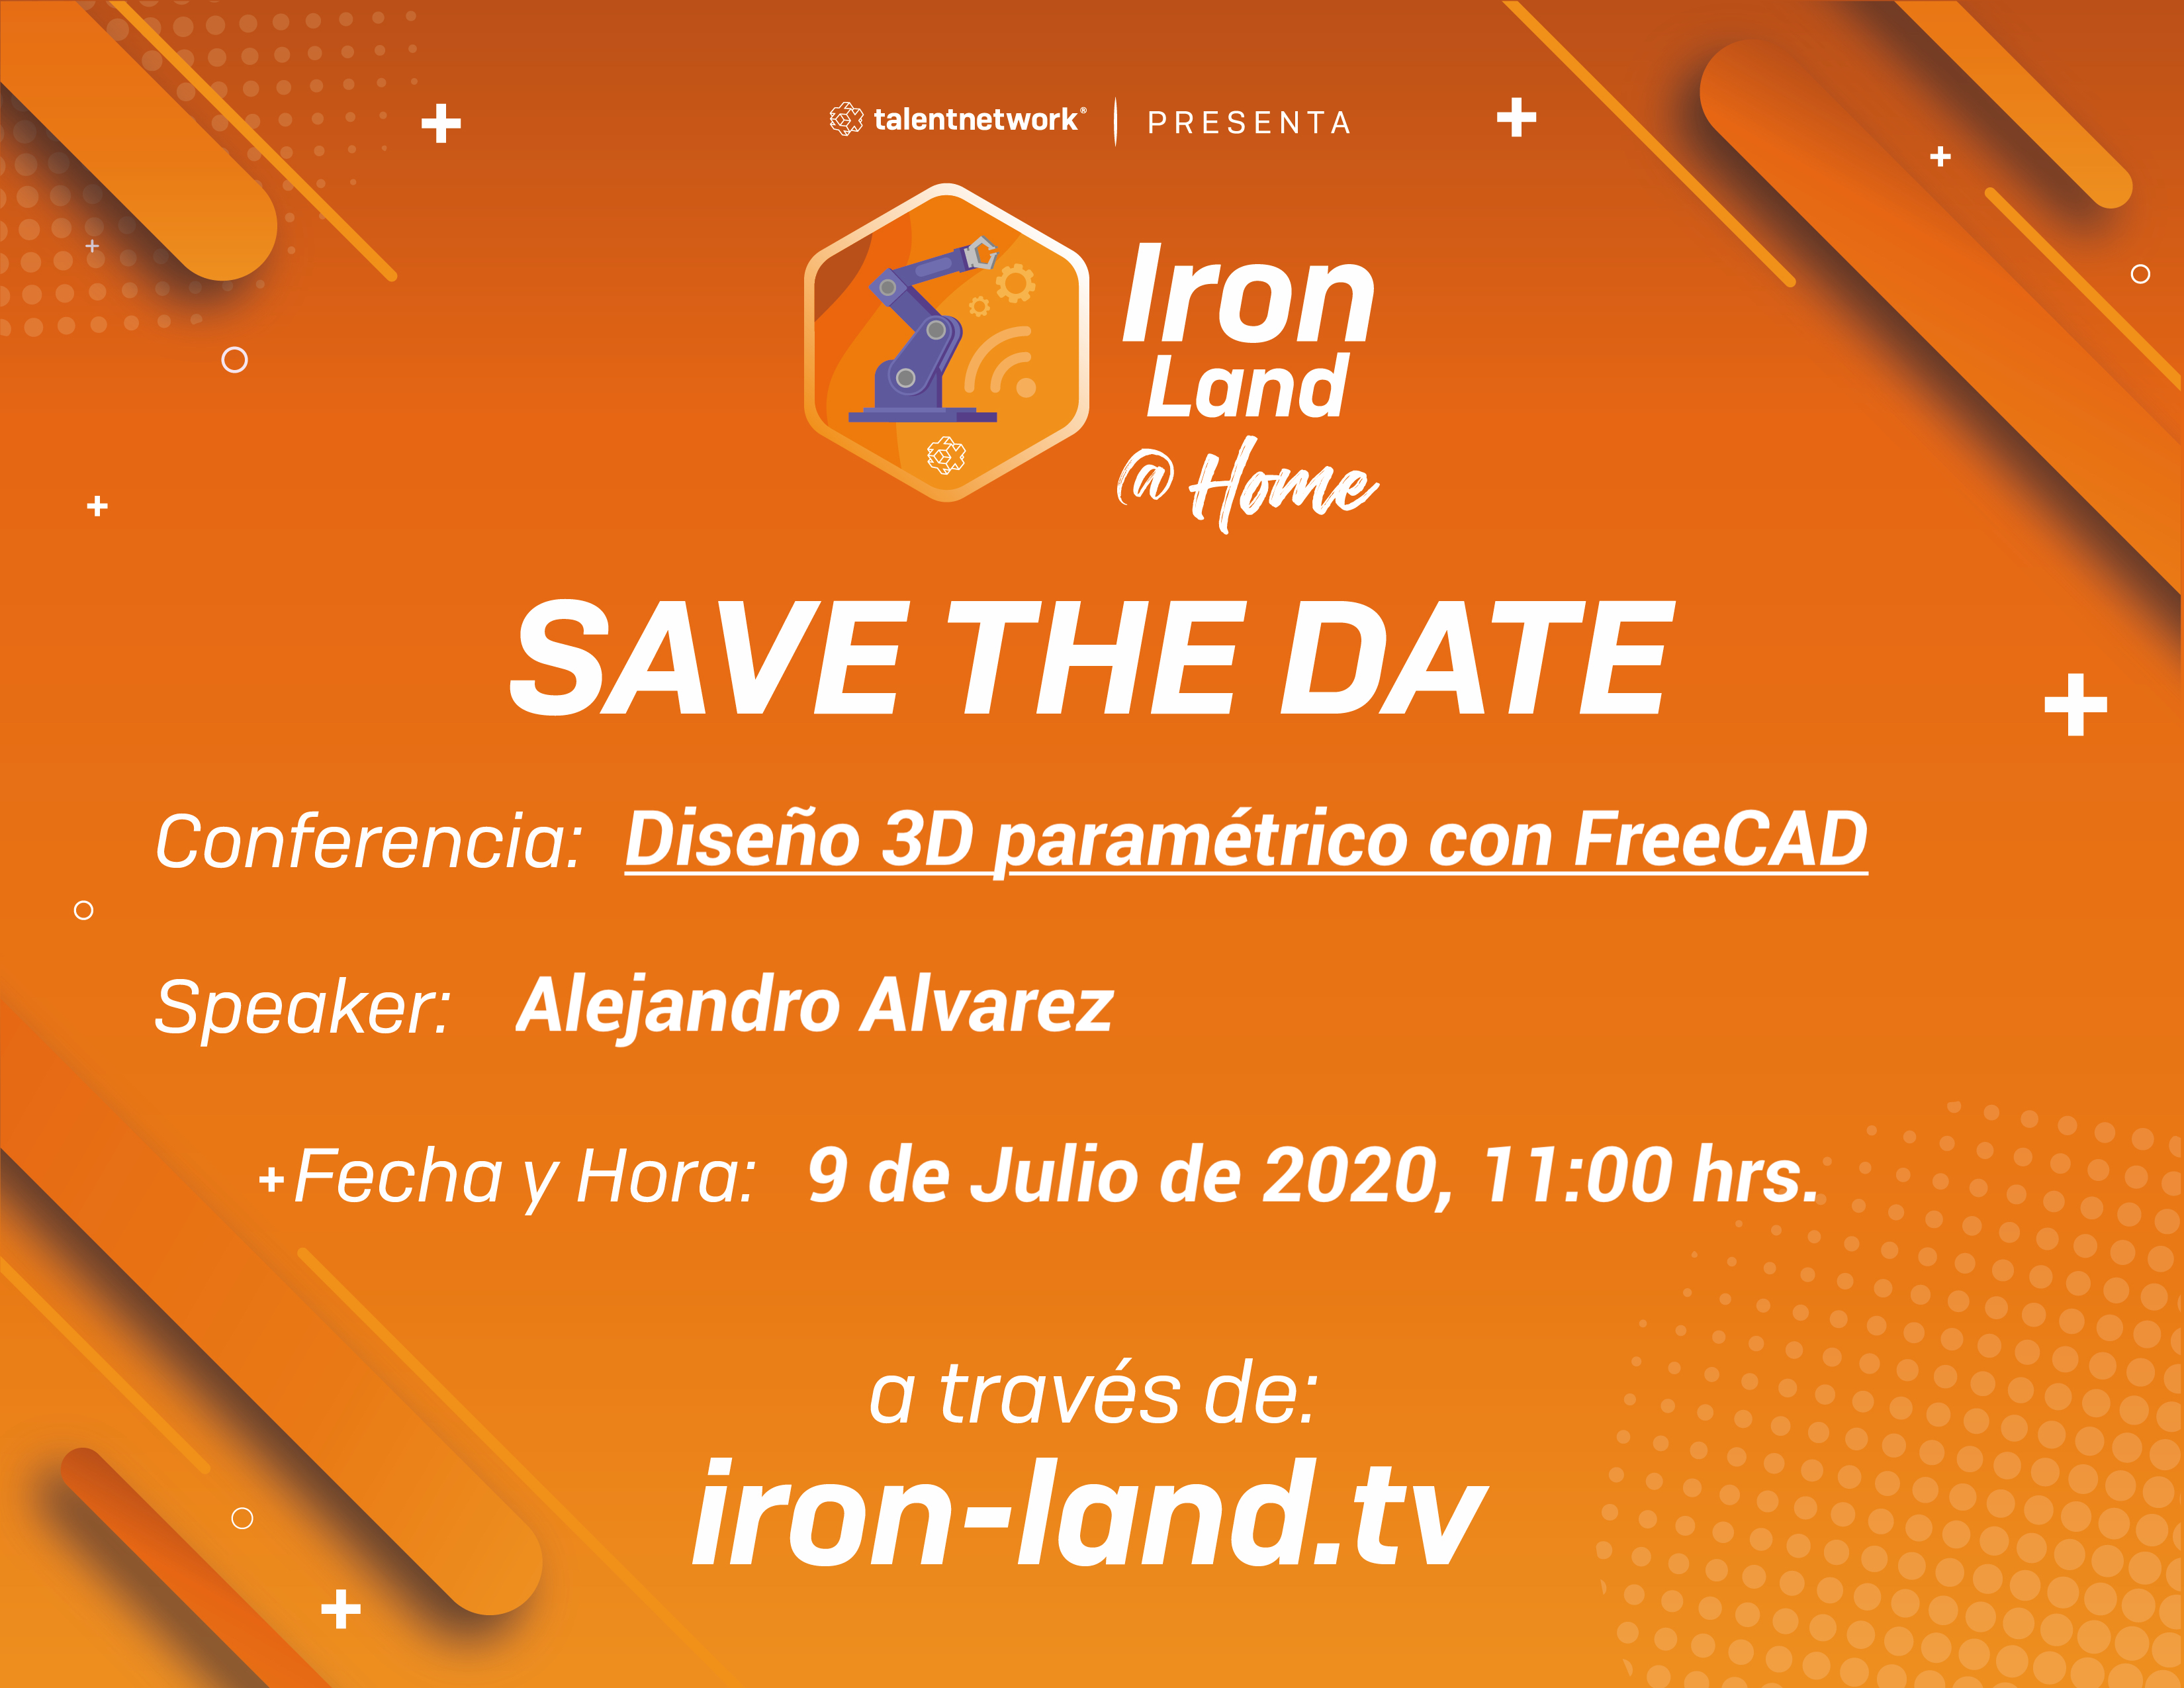 talentnetwork® | PRESENTA
Iron
Land
@ Home
SAVE THE DATE
Conferencia: Diseño 3D paramétrico con FreeCAD
Speaker: Alejandro Alvarez
Fecha y Hora: 9 de Julio de 2020, 11:00 hrs.
a través de:
iron-land.tv